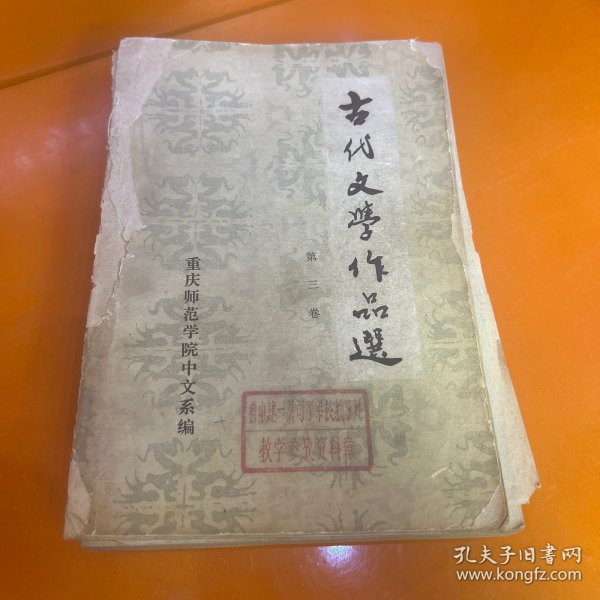 古代文学作品選
第三卷
重庆师范学院中文系编
教学参考资料章
孔夫子旧书网
www.kongfz.com